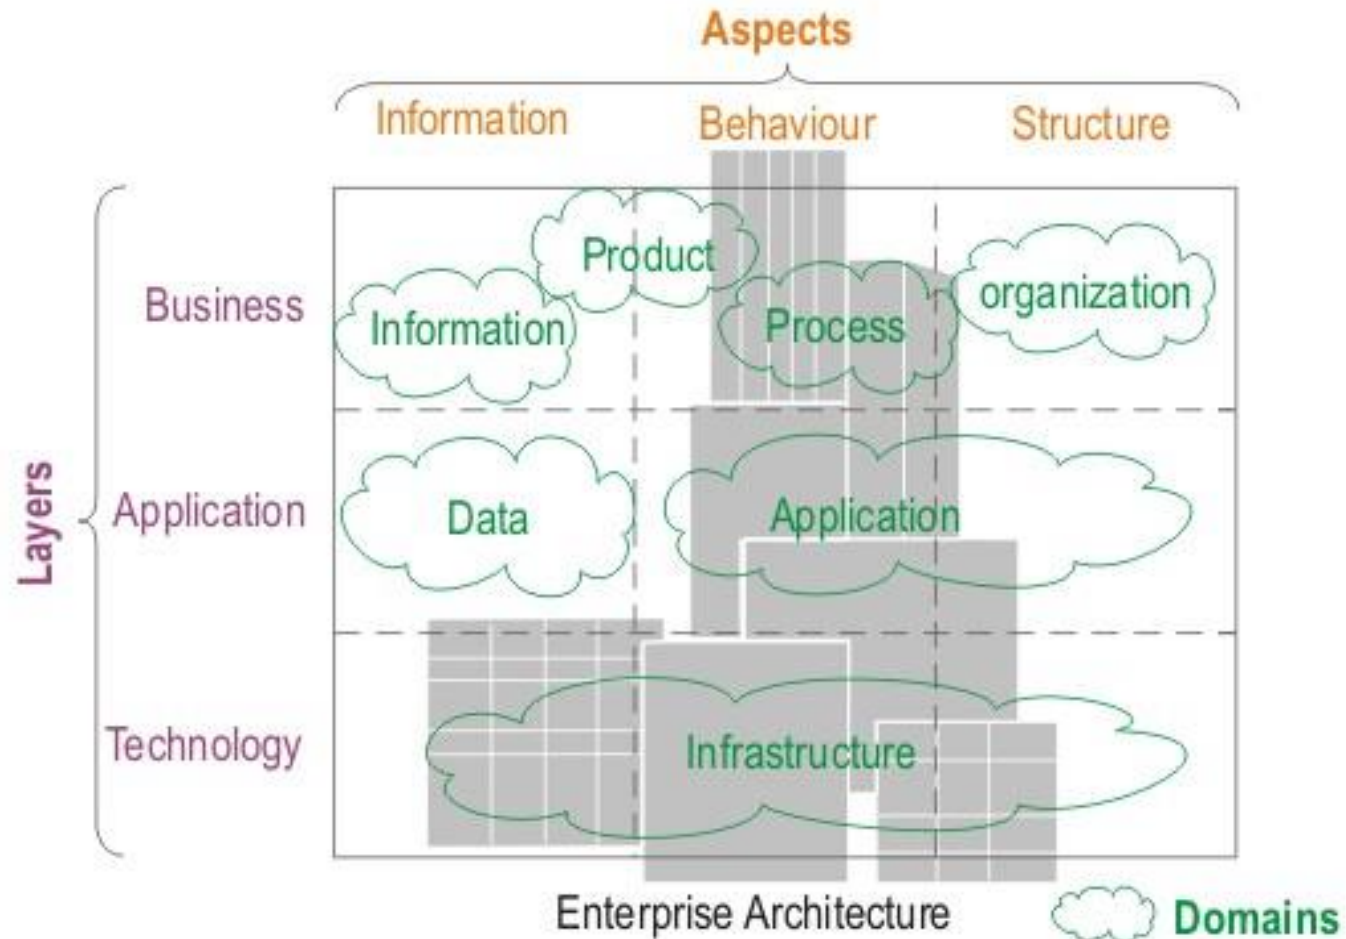 Aspects
Information Behaviour Structure
Business
Product
Information
Process
organization
Layers
Application
Data
Application
Technology
Infrastructure
Enterprise Architecture
Domains